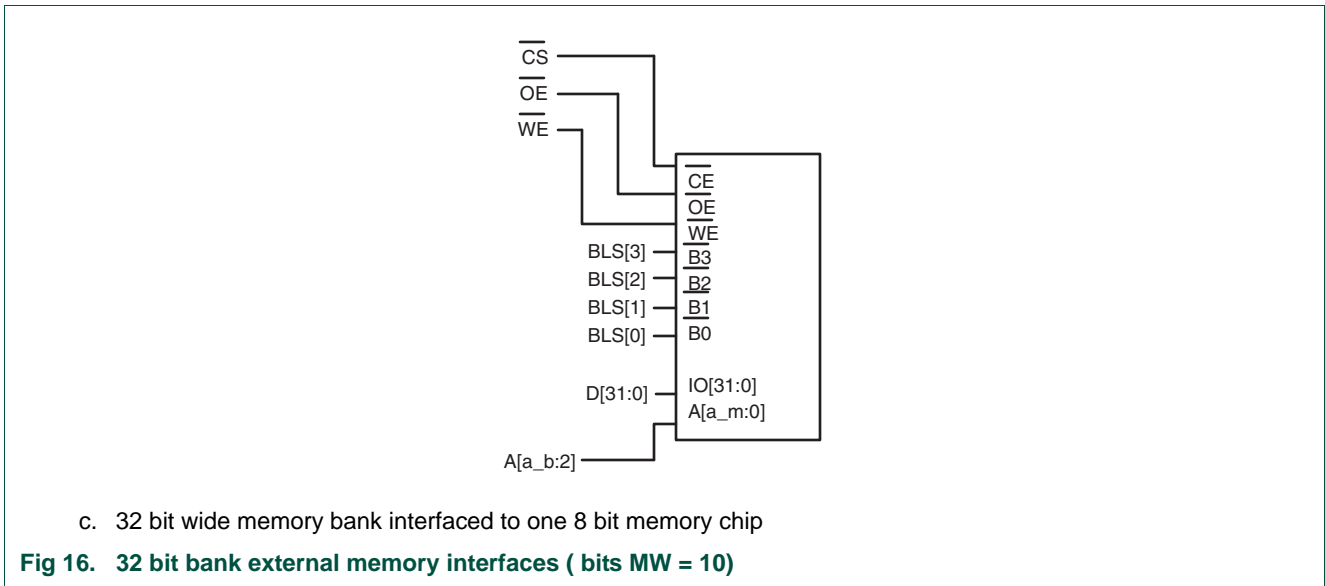 CS
OE
WE
CE
OE
WE
BLS[3] B3
BLS[2] B2
BLS[1] B1
BLS[0] B0
D[31:0] IO[31:0]
A[a_m:0]
A[a_b:2]
c. 32 bit wide memory bank interfaced to one 8 bit memory chip
Fig 16. 32 bit bank external memory interfaces ( bits MW = 10)